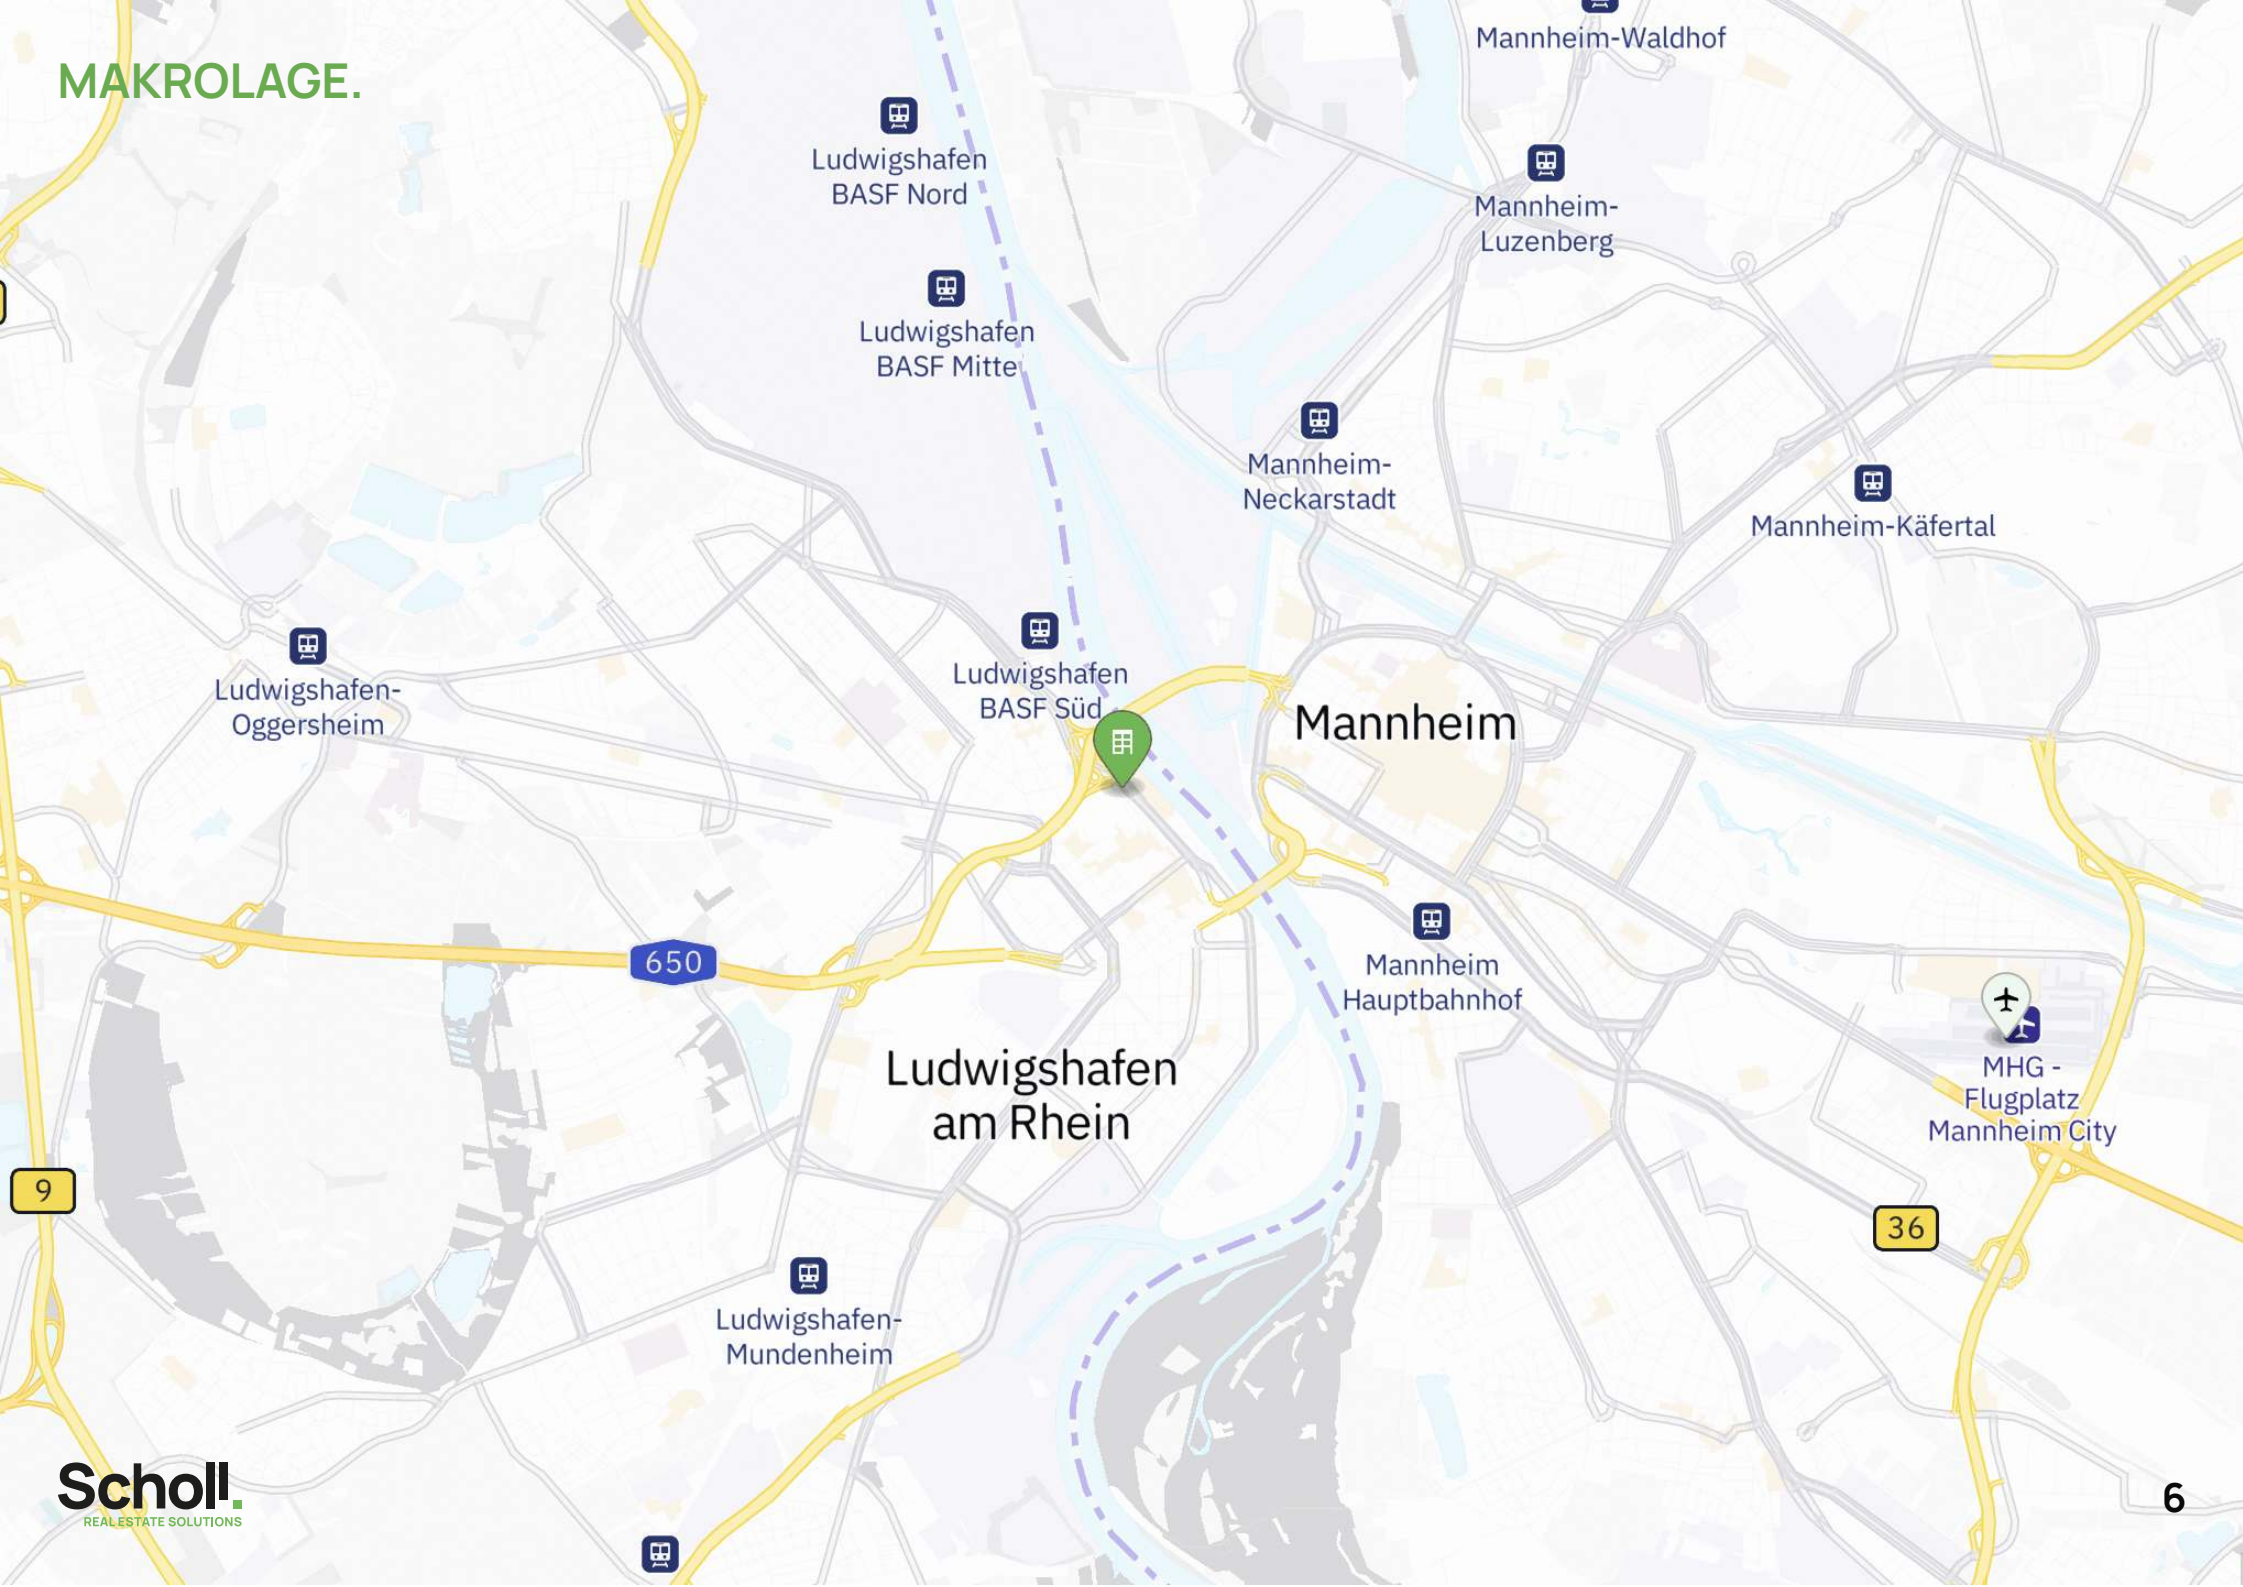 MAKROLAGE.
Mannheim-Waldhof
Ludwigshafen
BASF Nord
Mannheim-
Luzenberg
Ludwigshafen
BASF Mitte
Mannheim-
Neckarstadt
Mannheim-Käfertal
Ludwigshafen-
Oggersheim
Ludwigshafen
BASF Süd
Mannheim
650
Mannheim
Hauptbahnhof
Ludwigshafen
am Rhein
MHG -
Flugplatz
Mannheim City
9
36
Ludwigshafen-
Mundenheim
Scholl.
REAL ESTATE SOLUTIONS
6